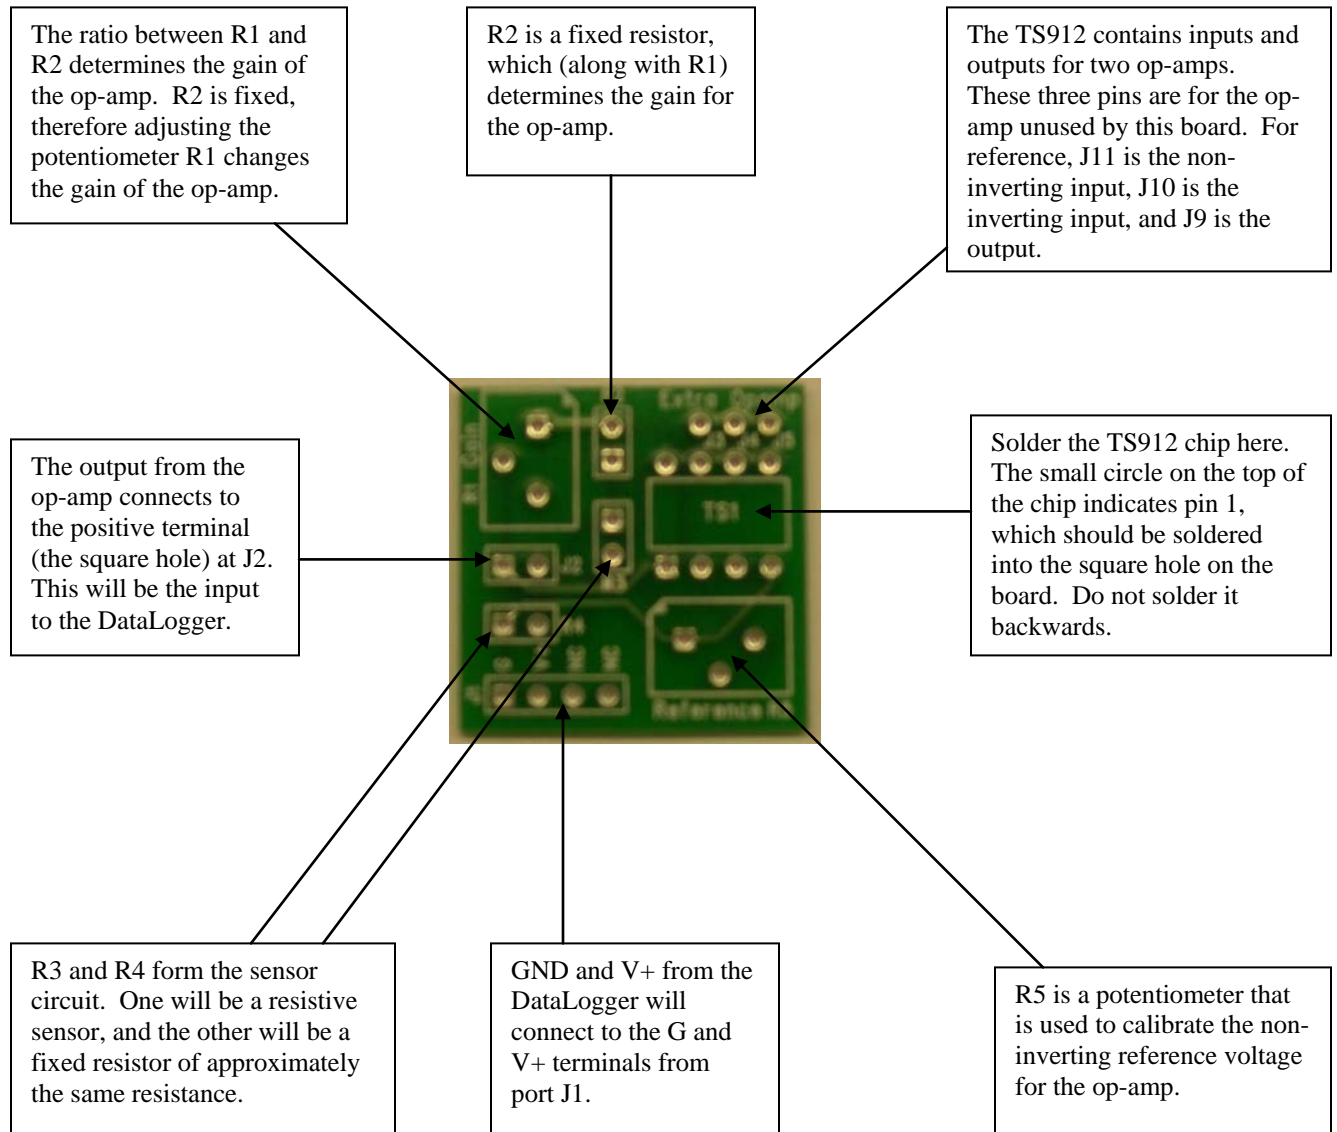 The ratio between R1 and
R2 determines the gain of
the op-amp.  R2 is fixed,
therefore adjusting the
potentiometer R1 changes
the gain of the op-amp.
R2 is a fixed resistor,
which (along with R1)
determines the gain for
the op-amp.
The TS912 contains inputs and
outputs for two op-amps.
These three pins are for the op-
amp unused by this board.  For
reference, J11 is the non-
inverting input, J10 is the
inverting input, and J9 is the
output.
Extra Opamp
J3 J4 J5
R1 Gain
TS1
J2
R3
R4
G V+ NC NC
Reference R5
The output from the
op-amp connects to
the positive terminal
(the square hole) at J2.
This will be the input
to the DataLogger.
Solder the TS912 chip here.
The small circle on the top of
the chip indicates pin 1,
which should be soldered
into the square hole on the
board.  Do not solder it
backwards.
R3 and R4 form the sensor
circuit.  One will be a resistive
sensor, and the other will be a
fixed resistor of approximately
the same resistance.
GND and V+ from the
DataLogger will
connect to the G and
V+ terminals from
port J1.
R5 is a potentiometer that
is used to calibrate the non-
inverting reference voltage
for the op-amp.